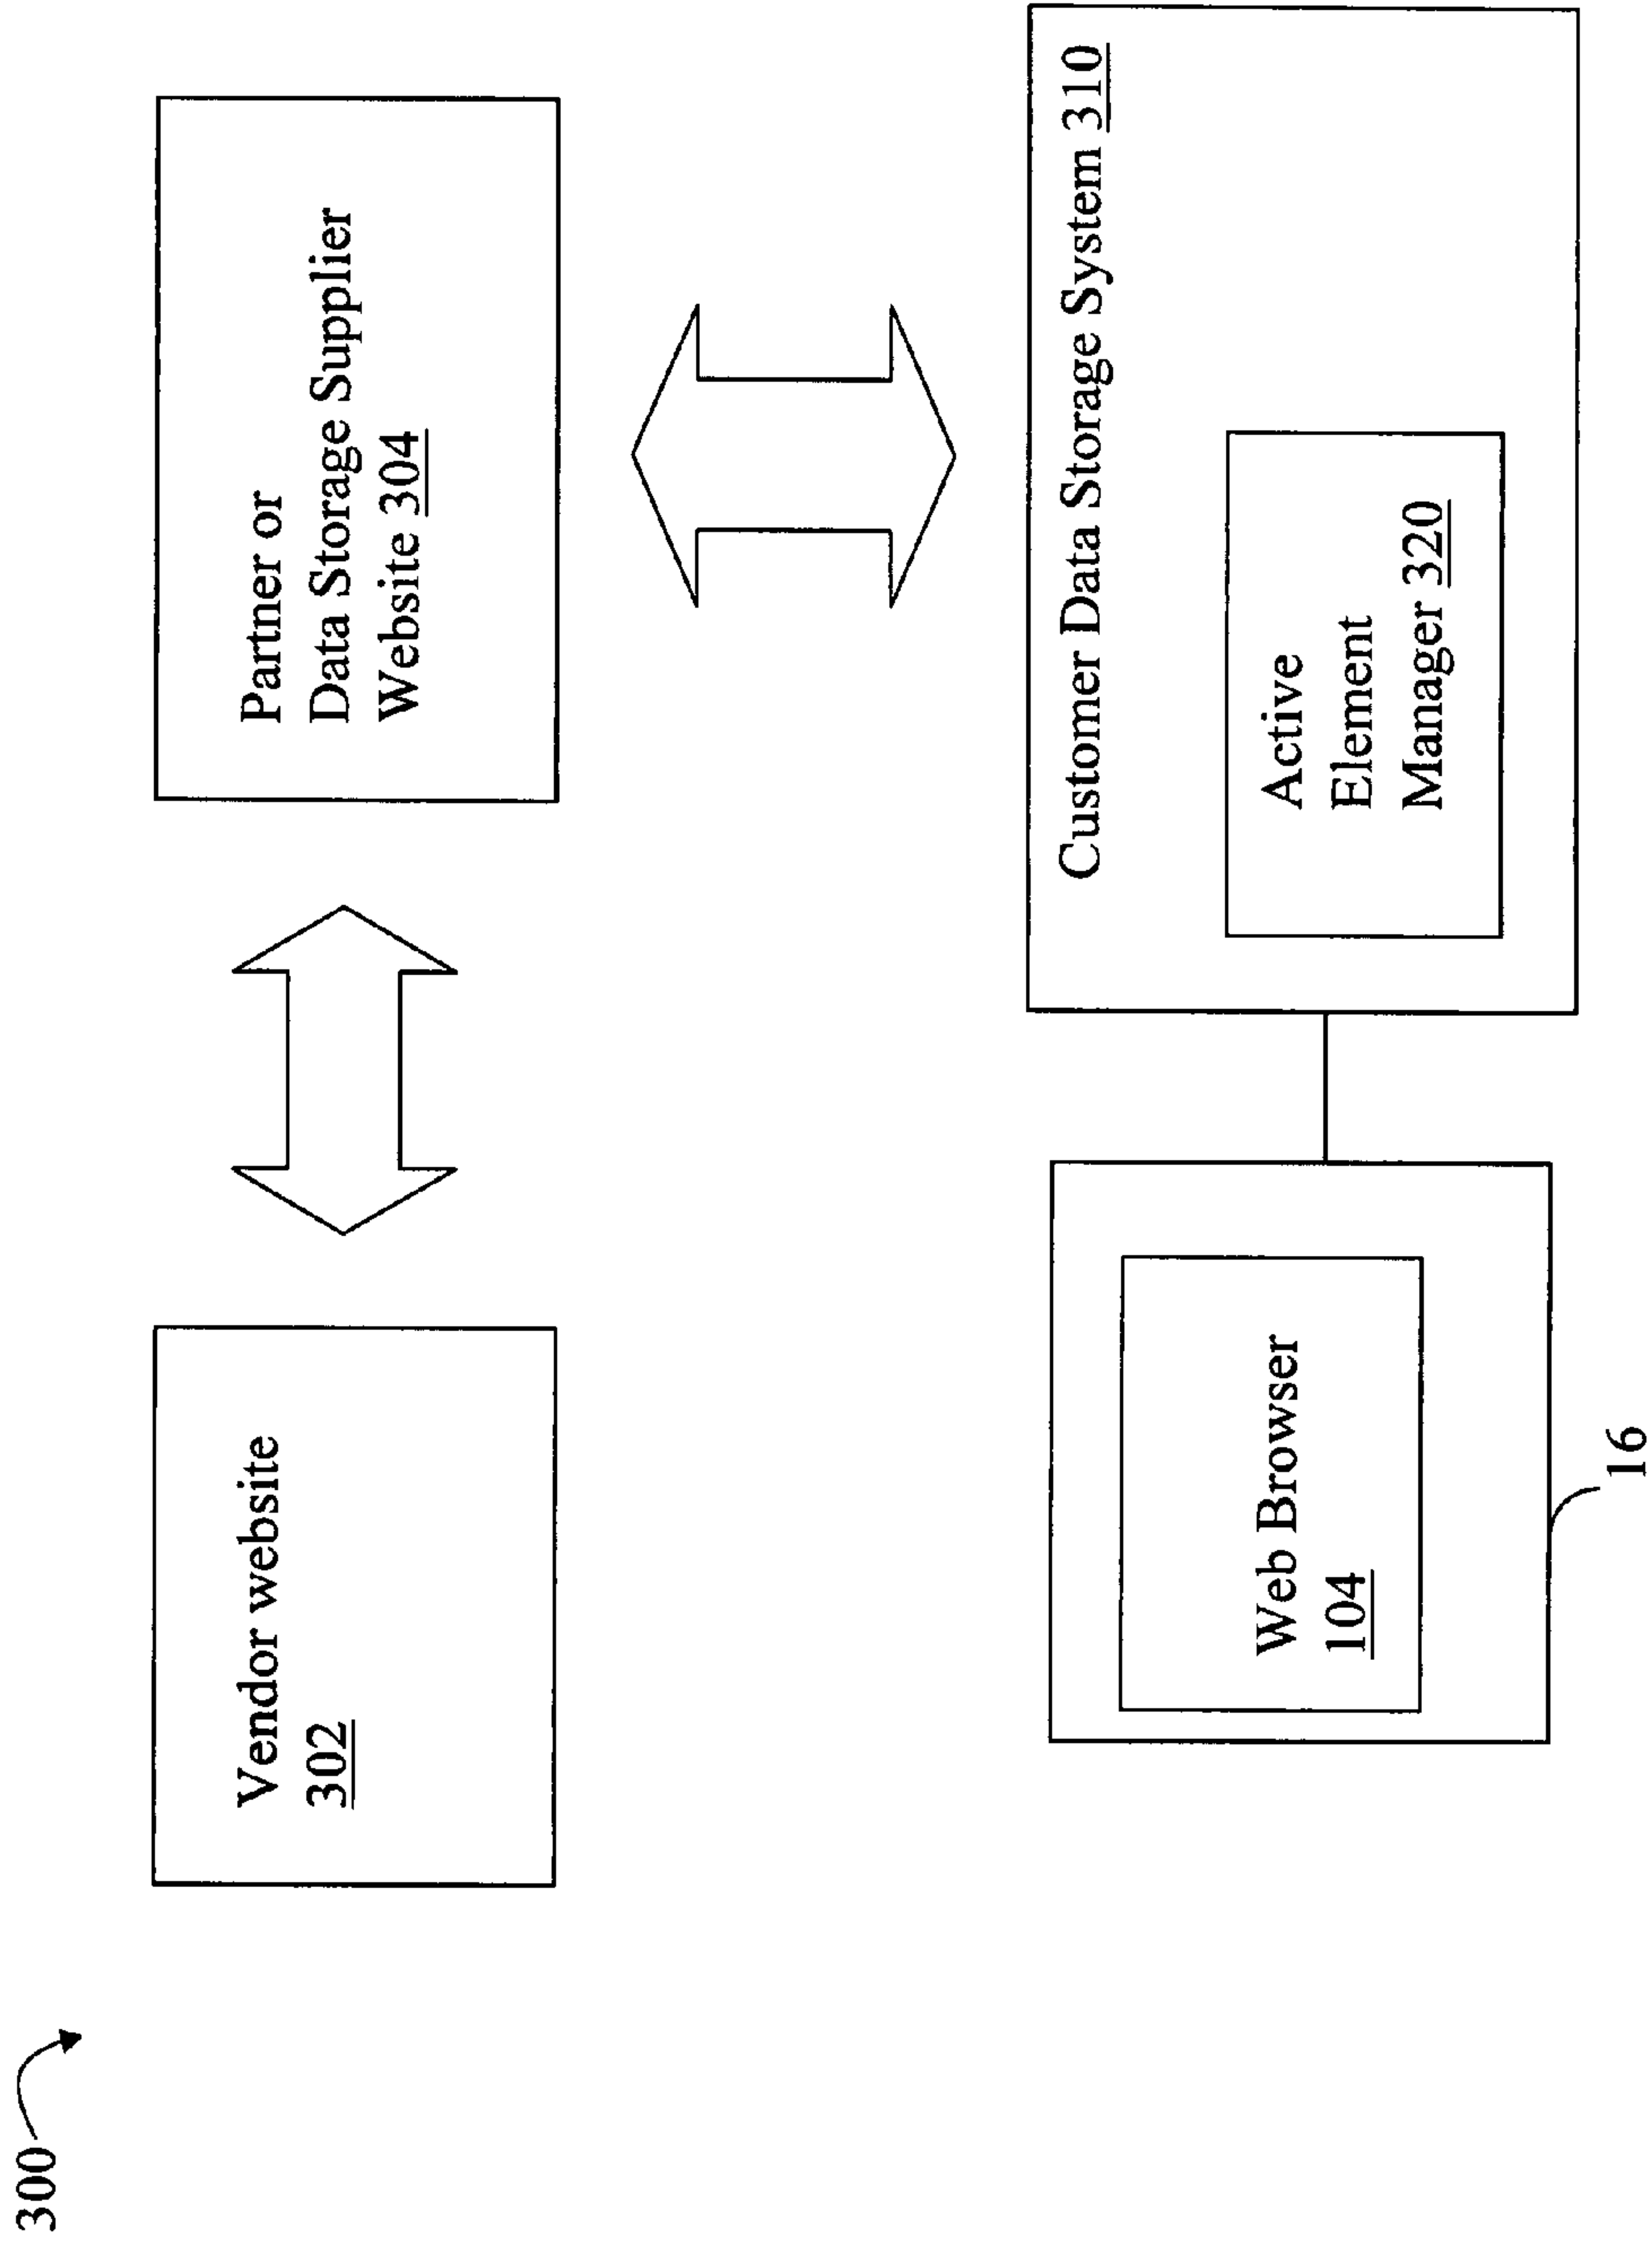 300
Vendor website
302
Partner or
Data Storage Supplier
Website 304
Web Browser
104
16
Customer Data Storage System 310
Active
Element
Manager 320